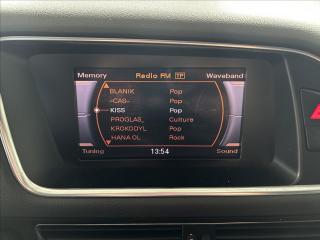 Memory Radio FM TP Waveband
BLANIK Pop
-CAS- Pop
KISS Pop
PROGLAS_ Culture
KROKODYL Pop
HANA OL Rock
Tuning 13:54 Sound